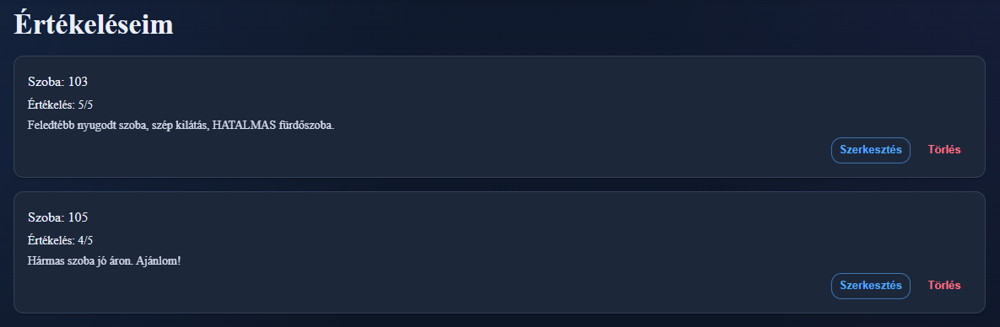 Értékeléseim
Szoba: 103
Értékelés: 5/5
Feledtébb nyugodt szoba, szép kilátás, HATALMAS fürdőszoba.
Szerkesztés Törlés
Szoba: 105
Értékelés: 4/5
Hármas szoba jó áron. Ajánlom!
Szerkesztés Törlés